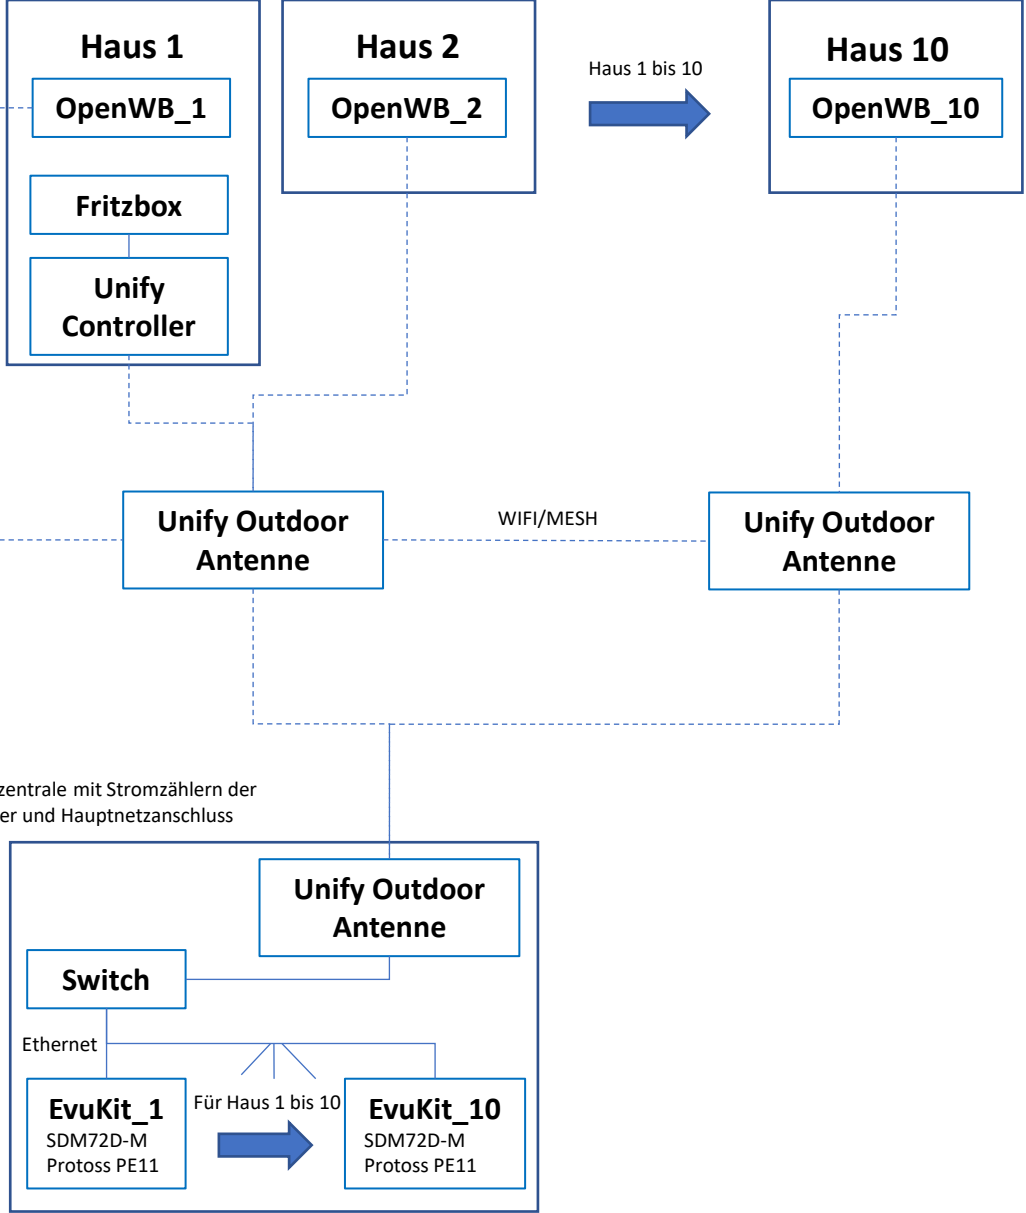 Haus 1
OpenWB_1
Fritzbox
Unify
Controller
Haus 2
OpenWB_2
Haus 1 bis 10
Haus 10
OpenWB_10
Unify Outdoor
Antenne
WIFI/MESH
Unify Outdoor
Antenne
zentrale mit Stromzählern der
er und Hauptnetzanschluss
Unify Outdoor
Antenne
Switch
Ethernet
EvuKit_1
SDM72D-M
Protoss PE11
Für Haus 1 bis 10
EvuKit_10
SDM72D-M
Protoss PE11